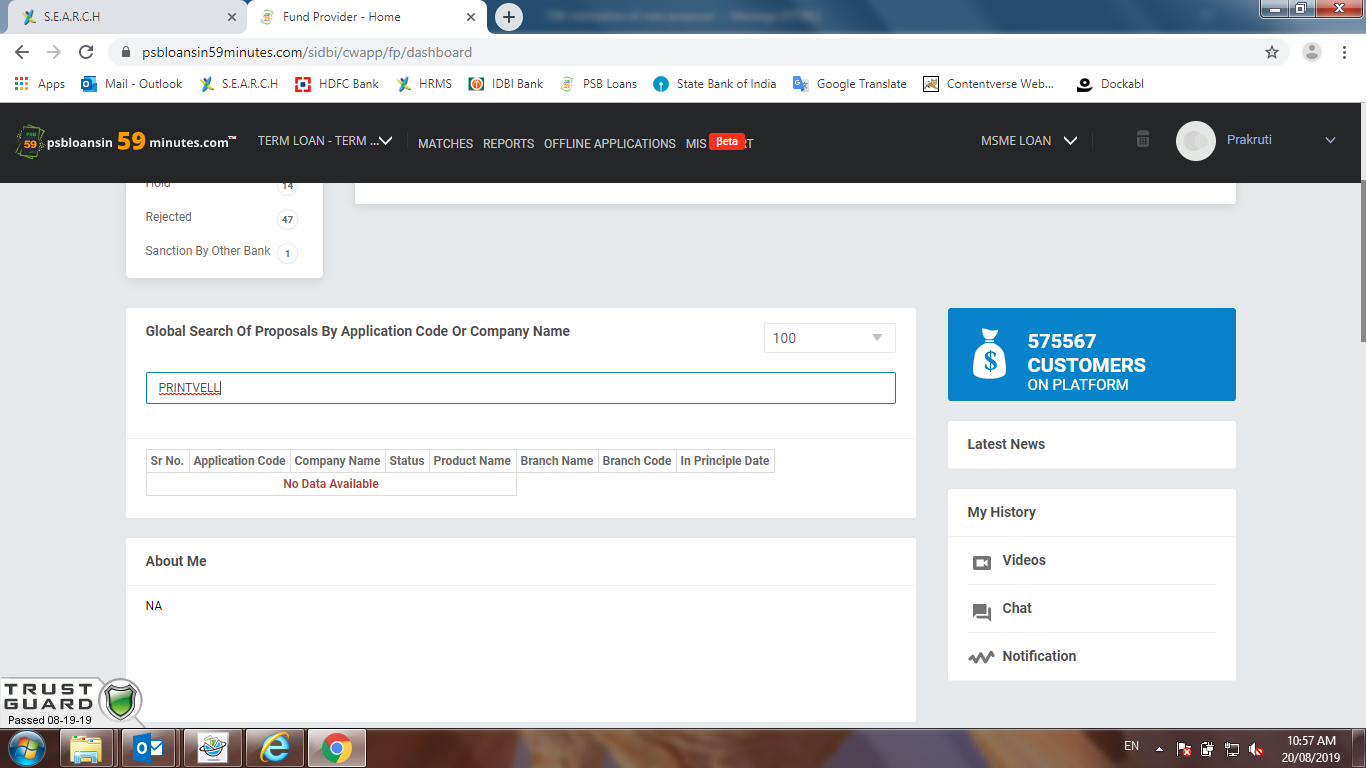 S.E.A.R.C.H
Fund Provider - Home
psbloansin59minutes.com/sidbi/cwapp/fp/dashboard
Apps
Mail - Outlook
S.E.A.R.C.H
HDFC Bank
HRMS
IDBI Bank
PSB Loans
State Bank of India
Google Translate
Contentverse Web...
Dockabl
PSB
59
psbloansin 59 minutes.com™
TERM LOAN - TERM ...
MATCHES
REPORTS
OFFLINE APPLICATIONS
MIS
βeta
MSME LOAN
Prakruti
Hold
14
Rejected
47
Sanction By Other Bank
1
Global Search Of Proposals By Application Code Or Company Name
100
PRINTVELL
Sr No. Application Code Company Name Status Product Name Branch Name Branch Code In Principle Date
No Data Available
575567
CUSTOMERS
ON PLATFORM
Latest News
My History
Videos
Chat
Notification
About Me
NA
TRUST
GUARD
Passed 08-19-19
EN
10:57 AM
20/08/2019